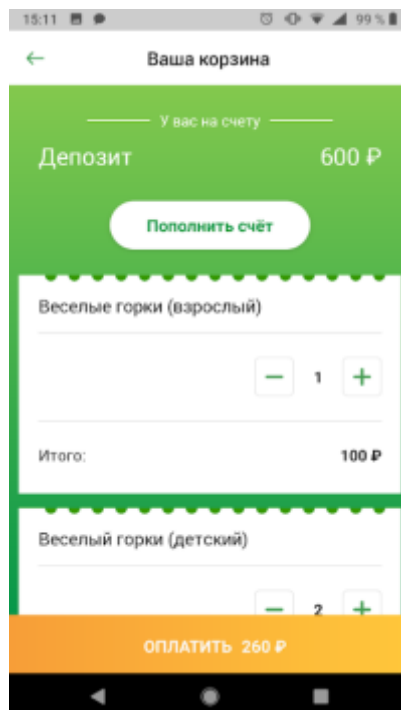 15:11 99 %
Ваша корзина
У вас на счету
Депозит 600 ₽
Пополнить счёт
Веселые горки (взрослый)
1
Итого: 100 ₽
Веселый горки (детский)
2
ОПЛАТИТЬ 260 ₽